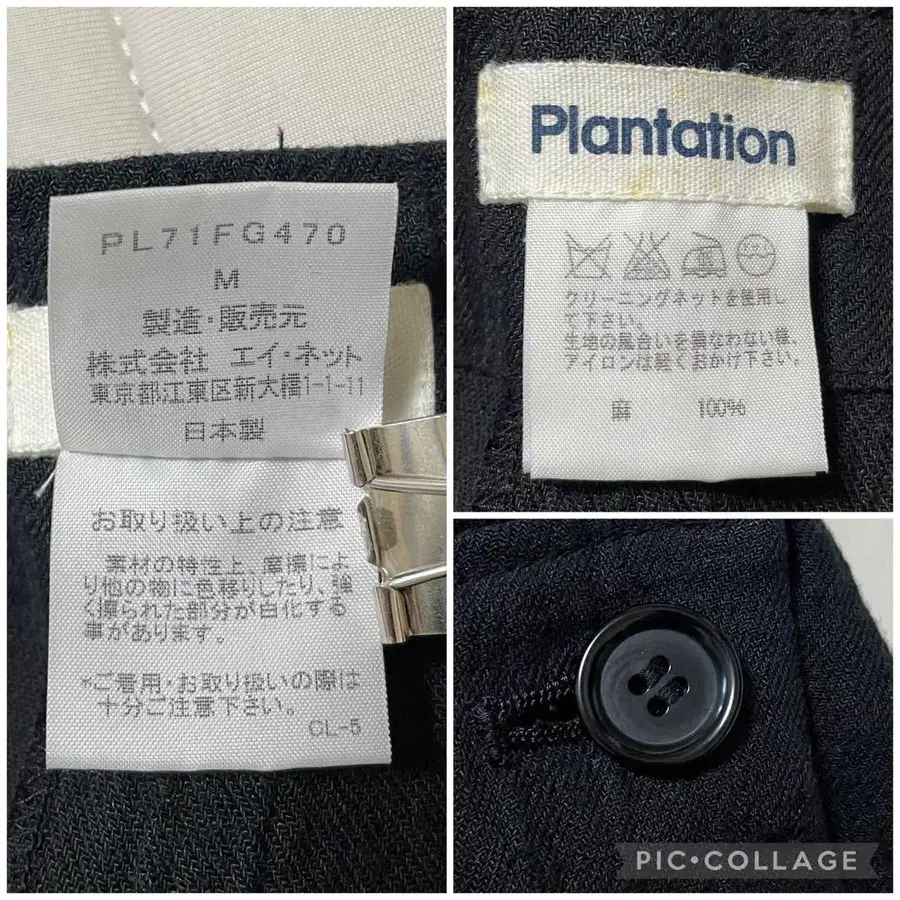 PL71FG470
M
製造・販売元
株式会社 エイ・ネット
東京都江東区新大橋1-1-11
日本製
お取り扱い上の注意
素材の特性上、摩擦によ
り他の物に色移りしたり、強
く擦られた部分が白化する
事があります。
*ご着用・お取り扱いの際は
十分ご注意下さい。
CL-5
Plantation
クリーニングネットを使用し
て下さい。
生地の風合いを損なわない様、
アイロンは軽くおかけ下さい。
麻 100%
PIC•COLLAGE